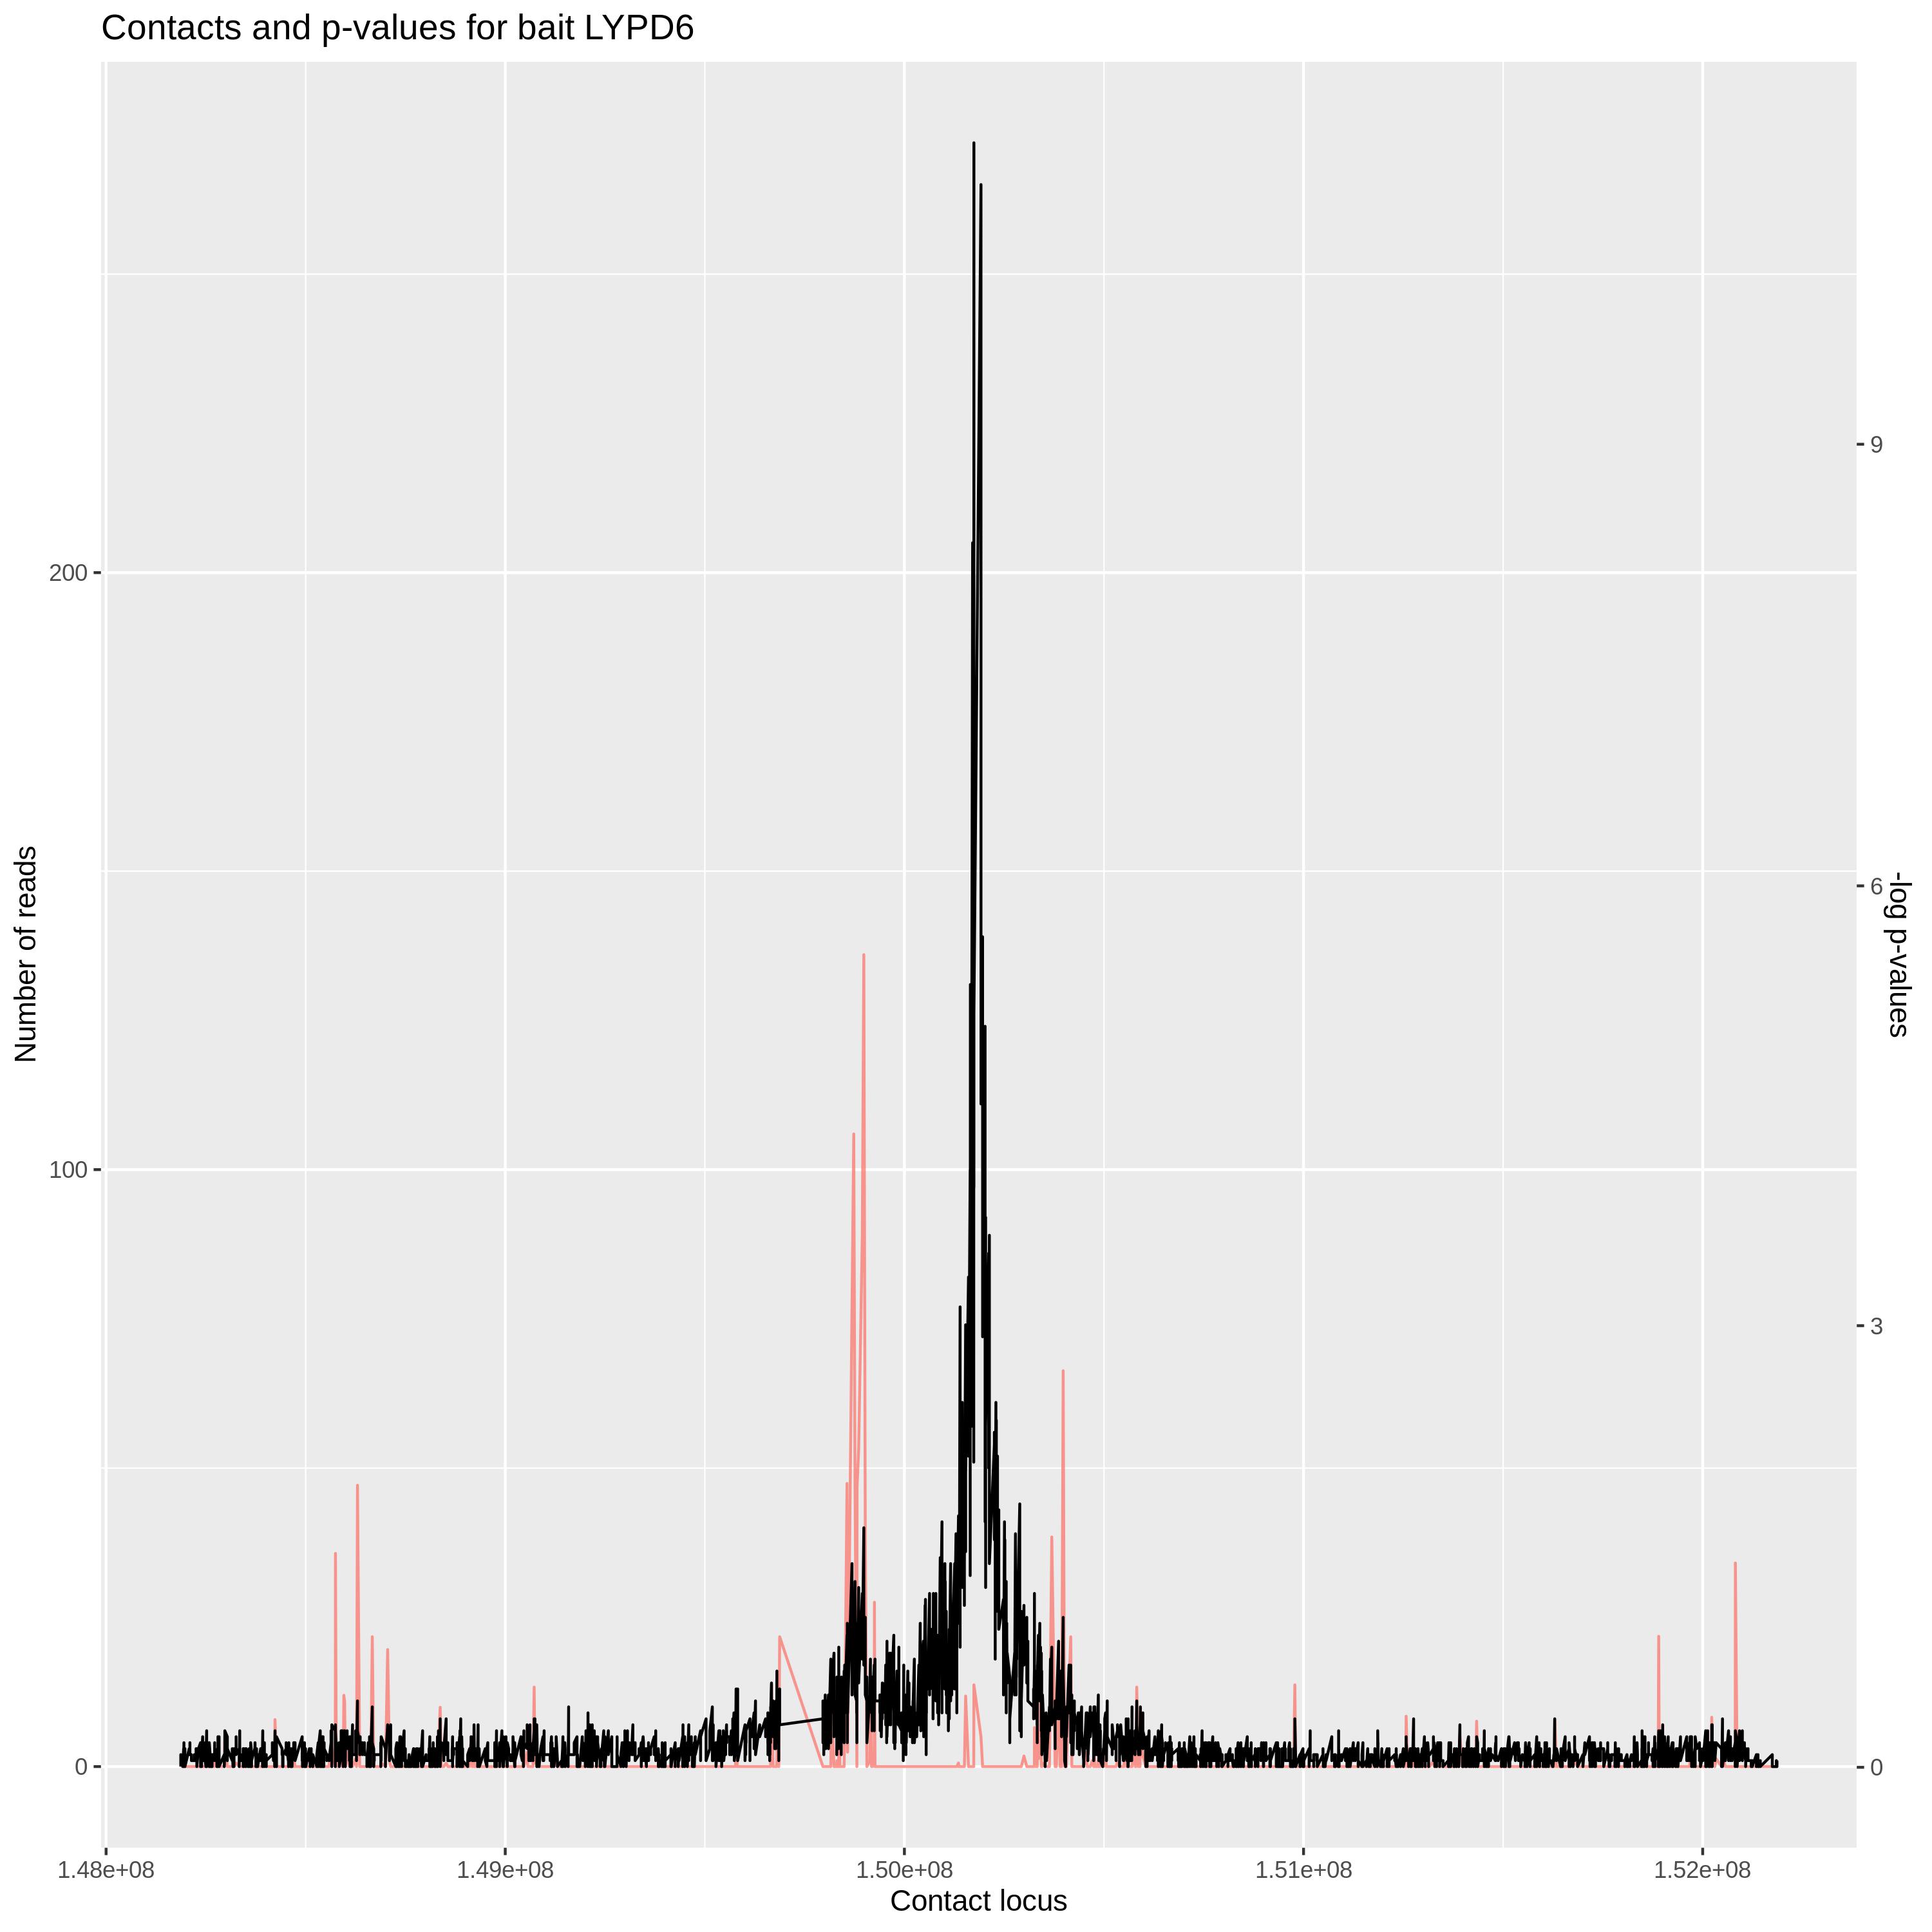 Contacts and p-values for bait LYPD6
Number of reads
200
100
0
9
6
3
0
-log p-values
1.48e+08
1.49e+08
1.50e+08
1.51e+08
1.52e+08
Contact locus